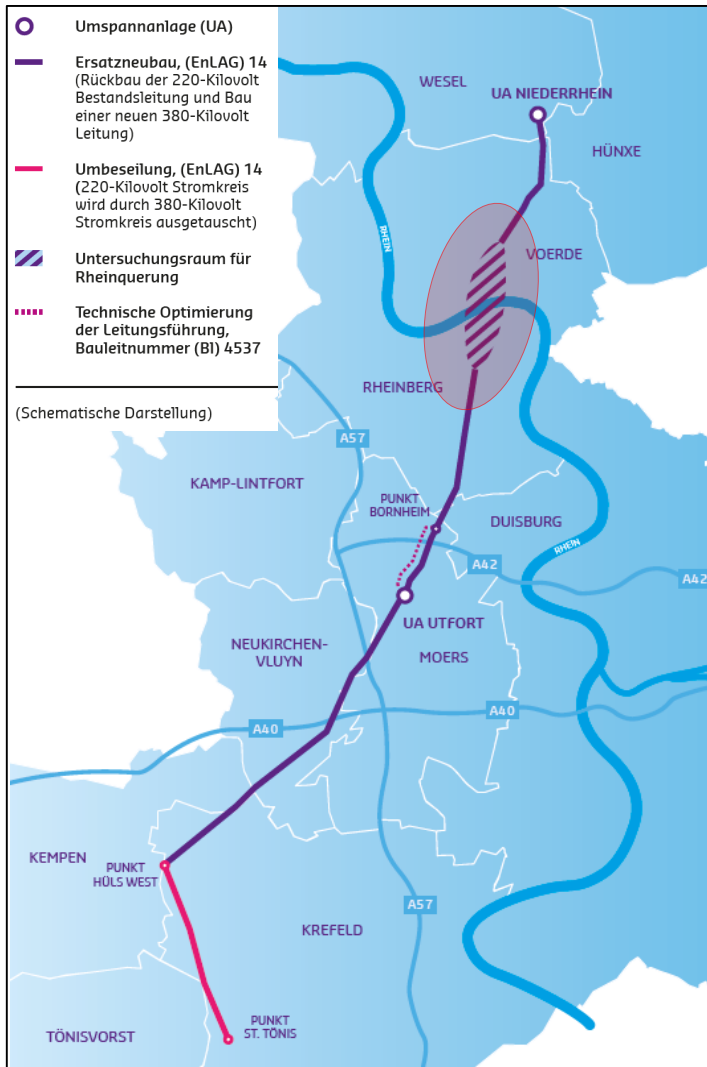 Umspannanlage (UA)
Ersatzneubau, (EnLAG) 14
(Rückbau der 220-Kilovolt
Bestandsleitung und Bau
einer neuen 380-Kilovolt
Leitung)
Umbeseilung, (EnLAG) 14
(220-Kilovolt Stromkreis
wird durch 380-Kilovolt
Stromkreis ausgetauscht)
Untersuchungsraum für
Rheinquerung
Technische Optimierung
der Leitungsführung,
Bauleitnummer (Bl) 4537
(Schematische Darstellung)
WESEL
UA NIEDERRHEIN
HÜNXE
RHEIN
VOERDE
RHEINBERG
A57
KAMP-LINTFORT
PUNKT
BORNHEIM
DUISBURG
RHEIN
A42
A42
UA UTFORT
NEUKIRCHEN-
VLUYN
MOERS
A40
A40
KEMPEN
PUNKT
HÜLS WEST
A57
KREFELD
PUNKT
ST. TÖNIS
TÖNISVORST